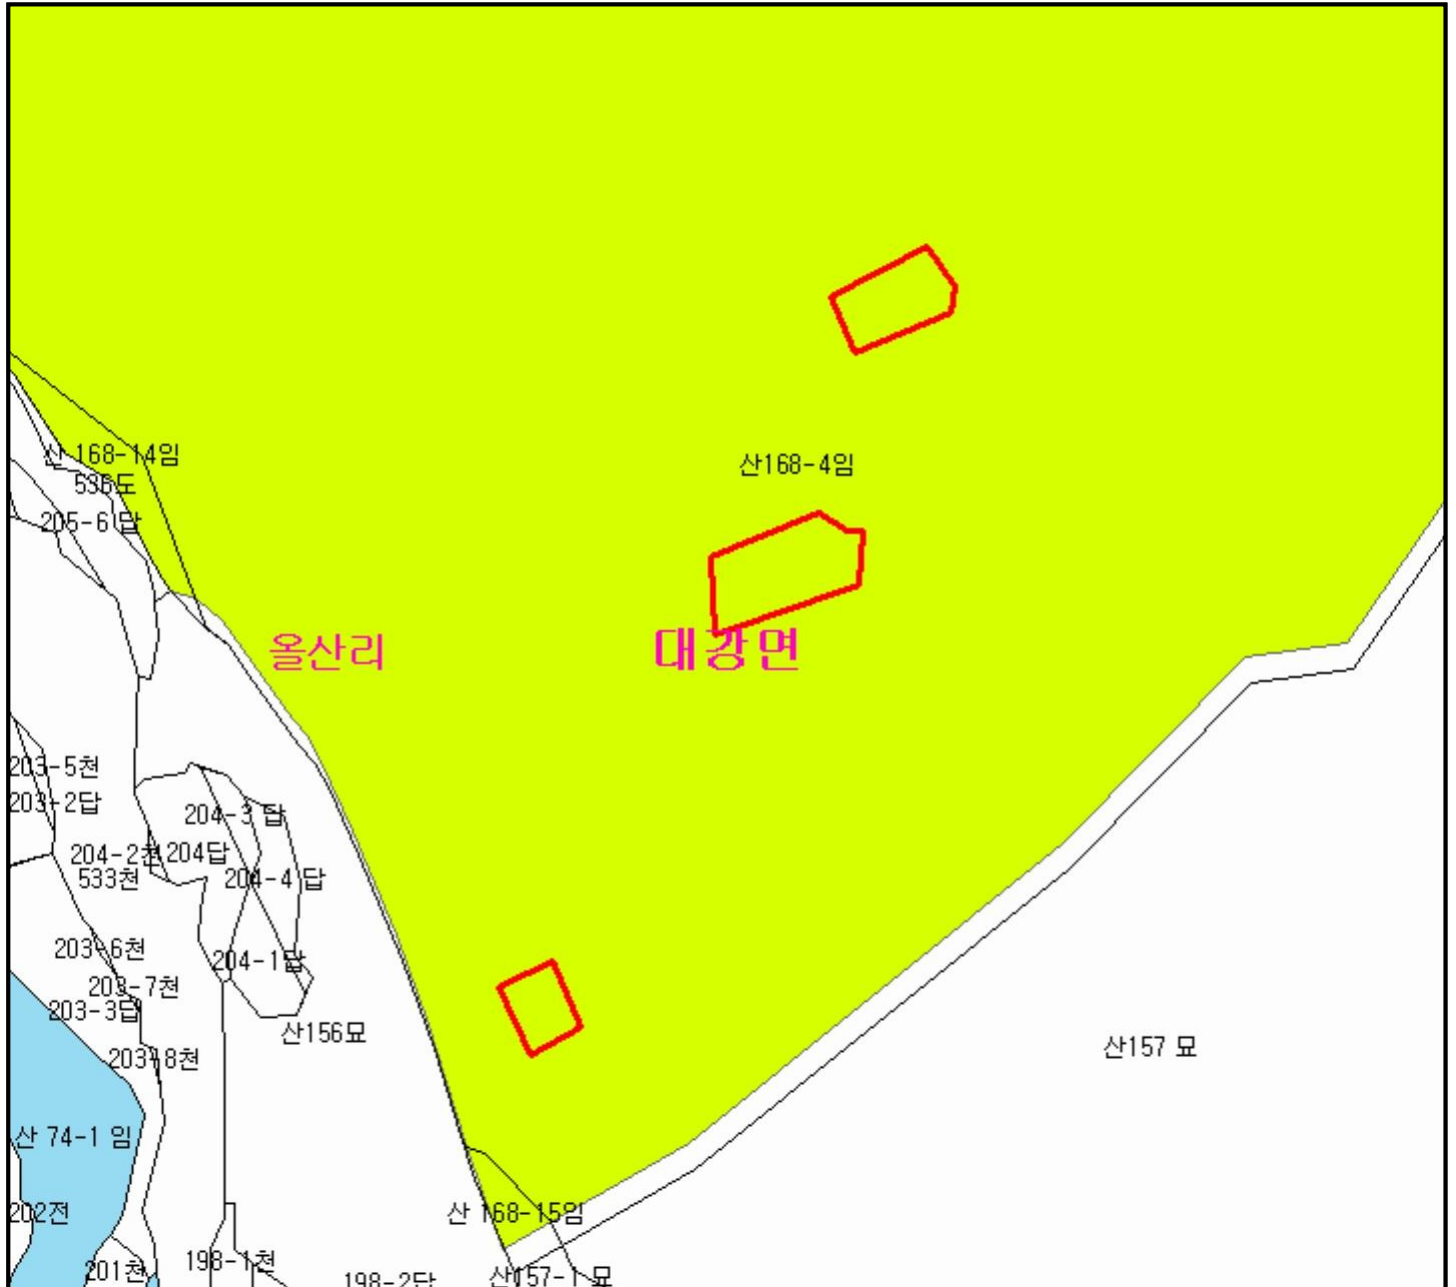 산 168-14임
산168-4임
536도
205-6 답
올산리
대강면
203-5천
203-2답
204-3 답
204-2천
204답
533천
204-4 답
203-6천
204-1답
203-7천
203-3답
산156묘
산157 묘
203-8천
산 74-1 임
202전
산 168-15임
201천
198-1천
198-2답
산157-1 묘